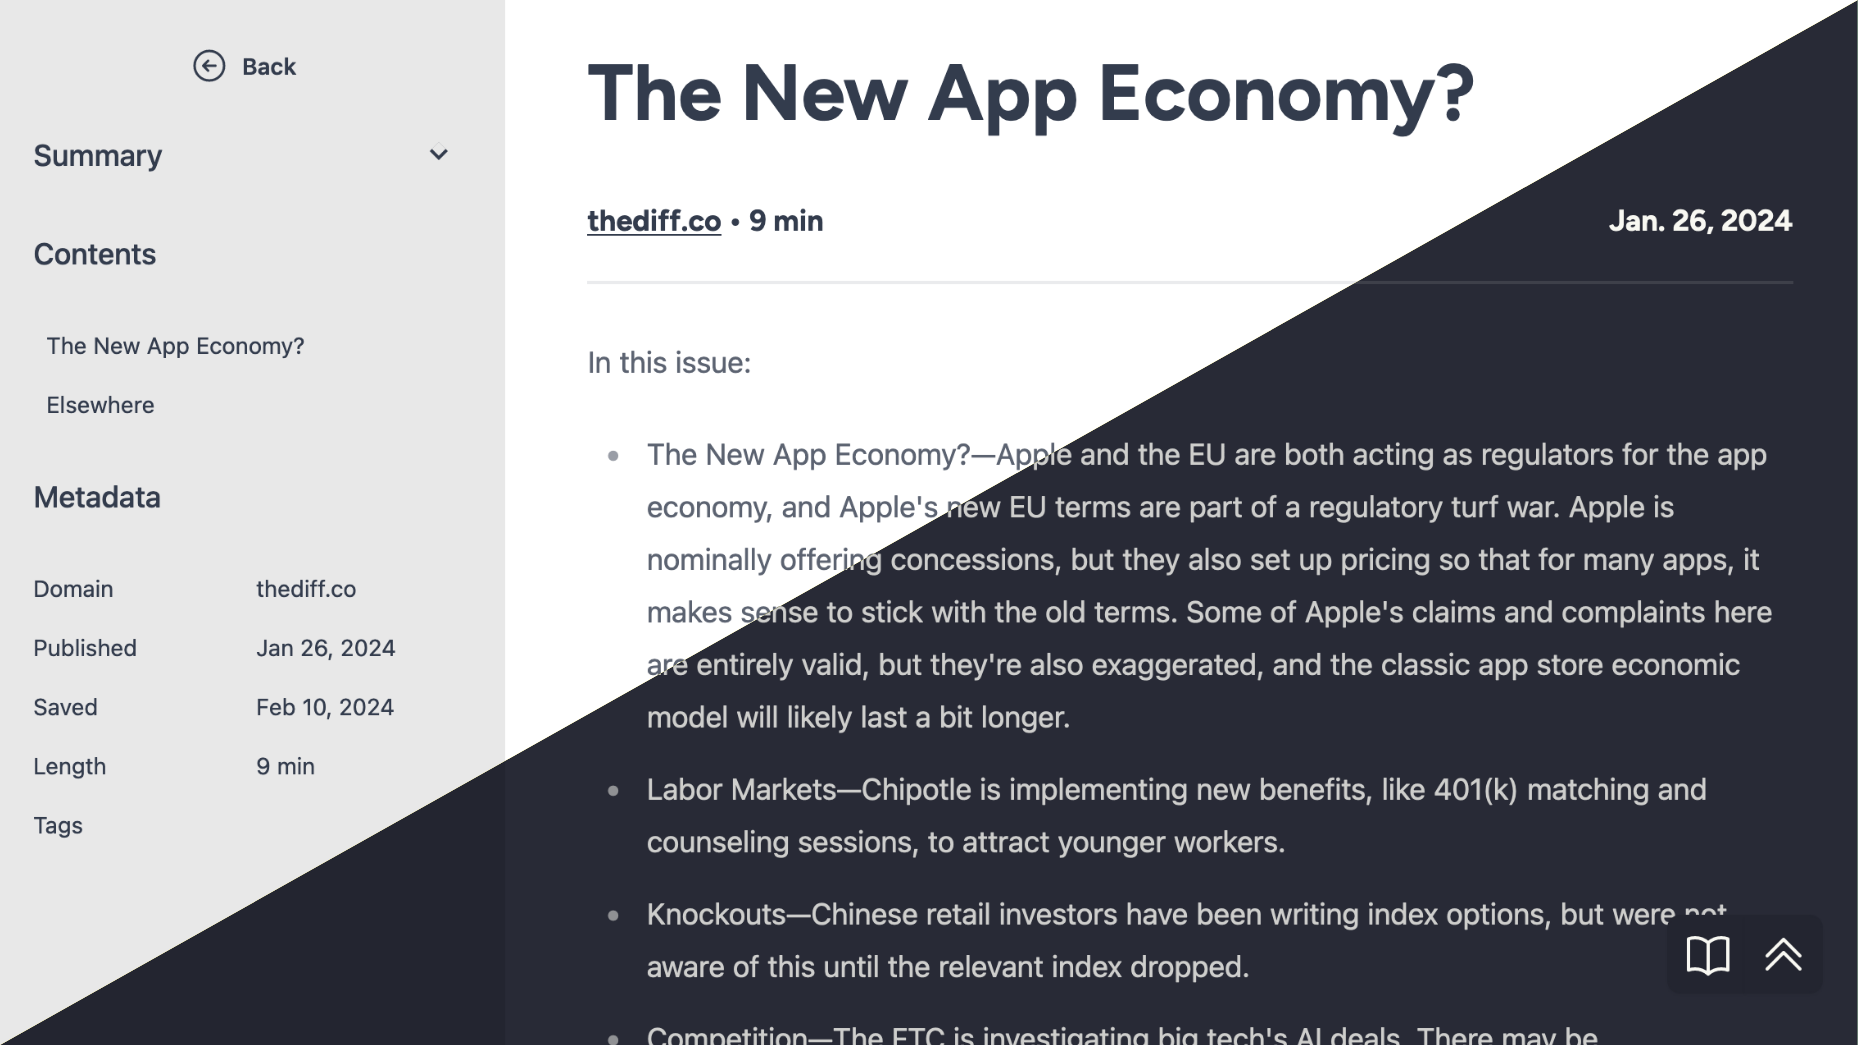 Back
Summary
Contents
The New App Economy?
Elsewhere
Metadata
Domain thediff.co
Published Jan 26, 2024
Saved Feb 10, 2024
Length 9 min
Tags
The New App Economy?
thediff.co • 9 min
Jan. 26, 2024
In this issue:
• The New App Economy?—Apple and the EU are both acting as regulators for the app
economy, and Apple's new EU terms are part of a regulatory turf war. Apple is
nominally offering concessions, but they also set up pricing so that for many apps, it
makes sense to stick with the old terms. Some of Apple's claims and complaints here
are entirely valid, but they're also exaggerated, and the classic app store economic
model will likely last a bit longer.
• Labor Markets—Chipotle is implementing new benefits, like 401(k) matching and
counseling sessions, to attract younger workers.
• Knockouts—Chinese retail investors have been writing index options, but were not
aware of this until the relevant index dropped.
• Competition—The FTC is investigating big tech's AI deals. There may be